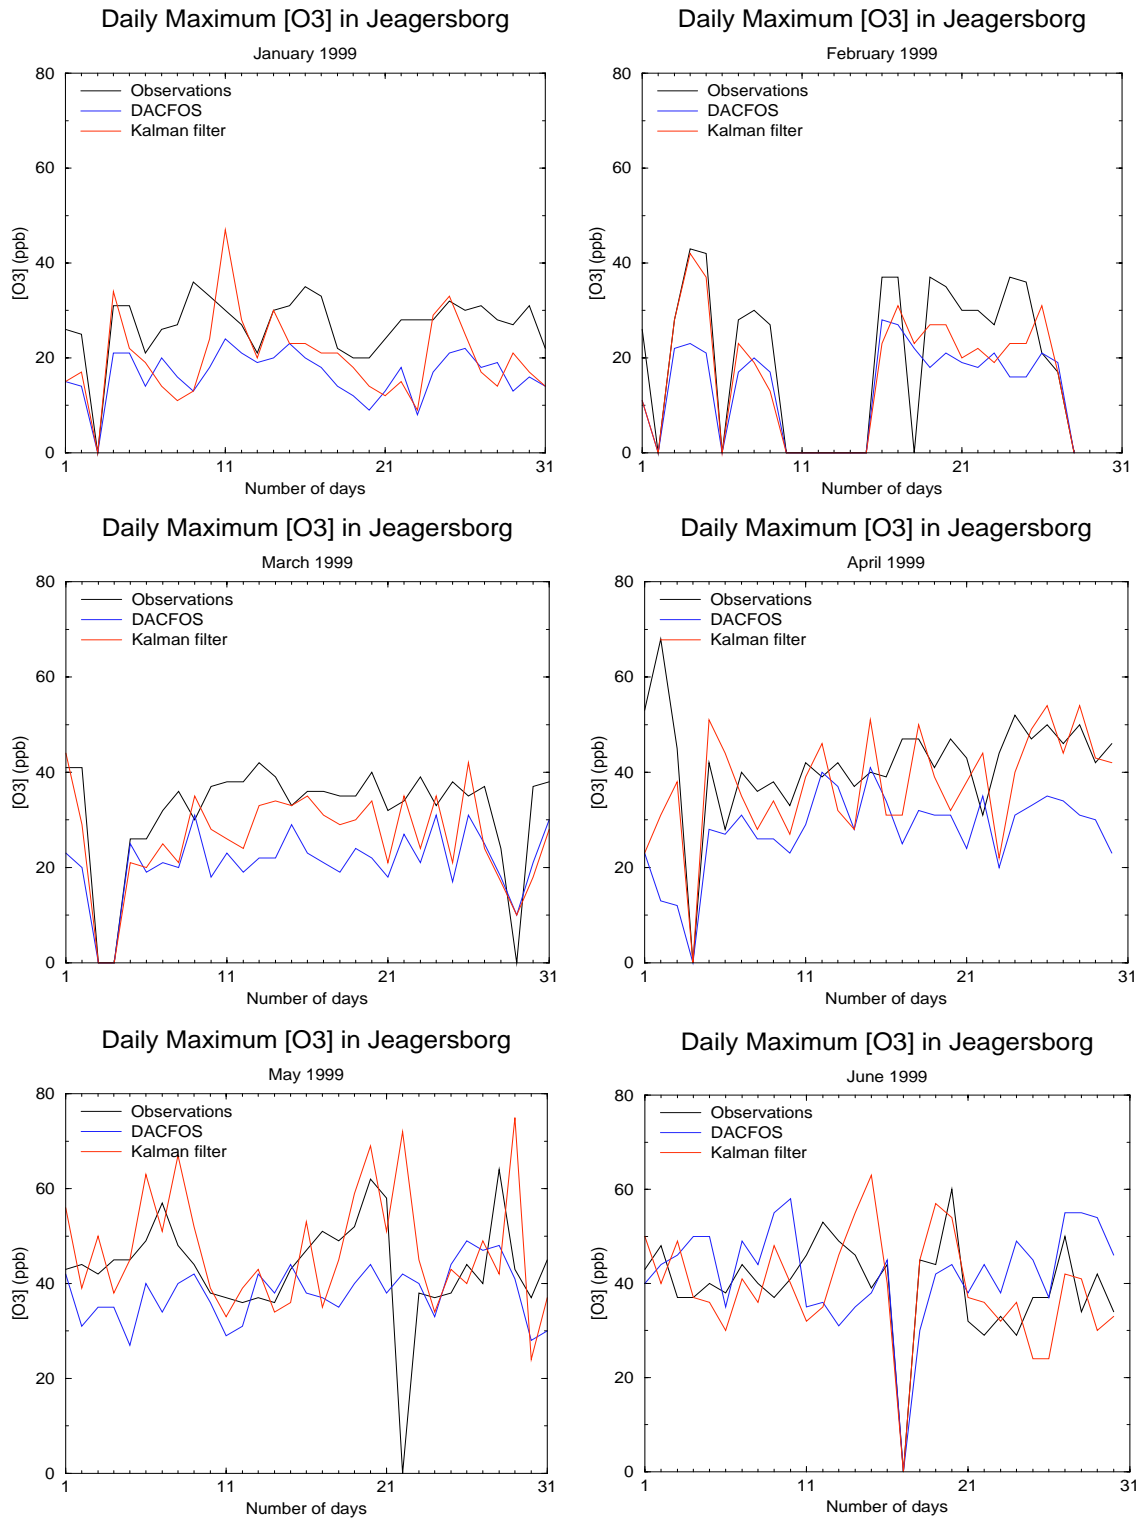 Daily Maximum [O3] in Jeagersborg
January 1999
80
60
40
20
0
[O3] (ppb)
Observations
DACFOS
Kalman filter
1
11
21
31
Number of days
Daily Maximum [O3] in Jeagersborg
February 1999
80
60
40
20
0
[O3] (ppb)
Observations
DACFOS
Kalman filter
1
11
21
31
Number of days
Daily Maximum [O3] in Jeagersborg
March 1999
80
60
40
20
0
[O3] (ppb)
Observations
DACFOS
Kalman filter
1
11
21
31
Number of days
Daily Maximum [O3] in Jeagersborg
April 1999
80
60
40
20
0
[O3] (ppb)
Observations
DACFOS
Kalman filter
1
11
21
31
Number of days
Daily Maximum [O3] in Jeagersborg
May 1999
80
60
40
20
0
[O3] (ppb)
Observations
DACFOS
Kalman filter
1
11
21
31
Number of days
Daily Maximum [O3] in Jeagersborg
June 1999
80
60
40
20
0
[O3] (ppb)
Observations
DACFOS
Kalman filter
1
11
21
31
Number of days